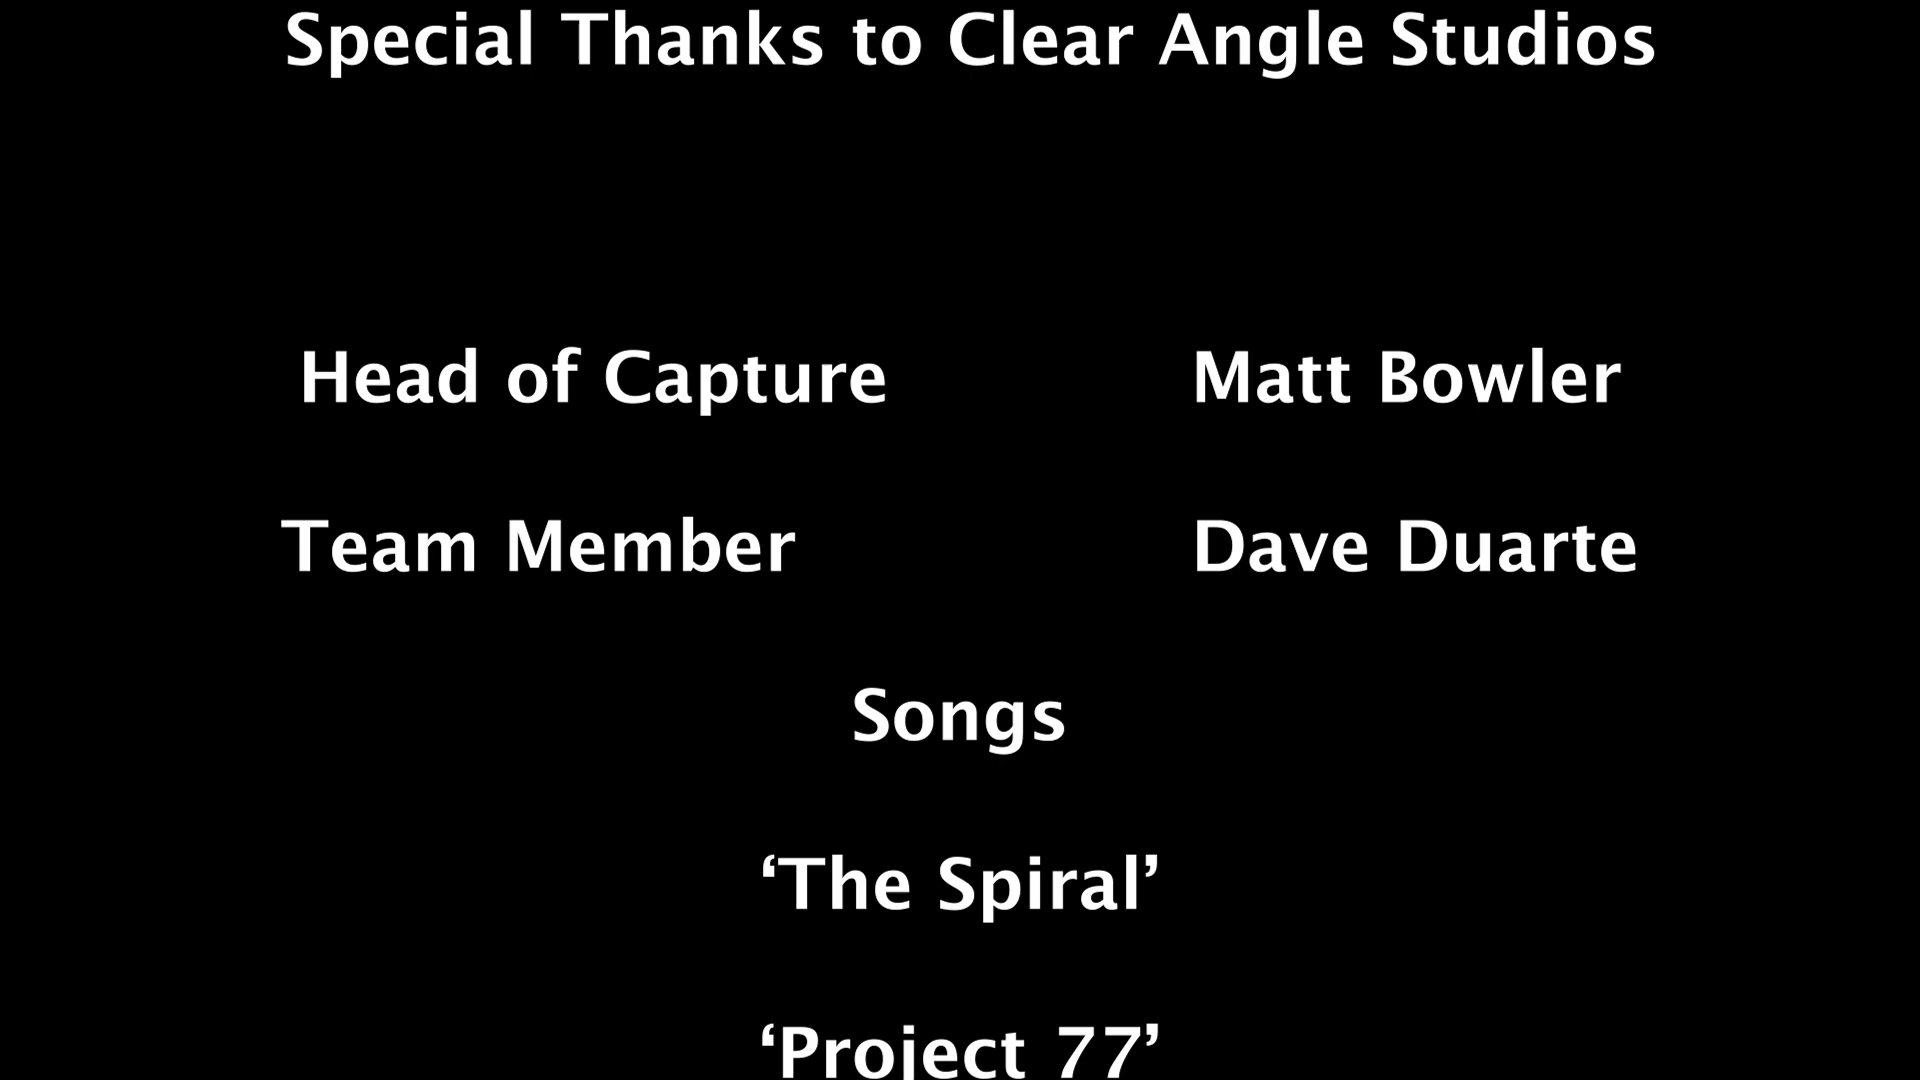 Special Thanks to Clear Angle Studios
Head of Capture Matt Bowler
Team Member Dave Duarte
Songs
‘The Spiral’
‘Project 77’